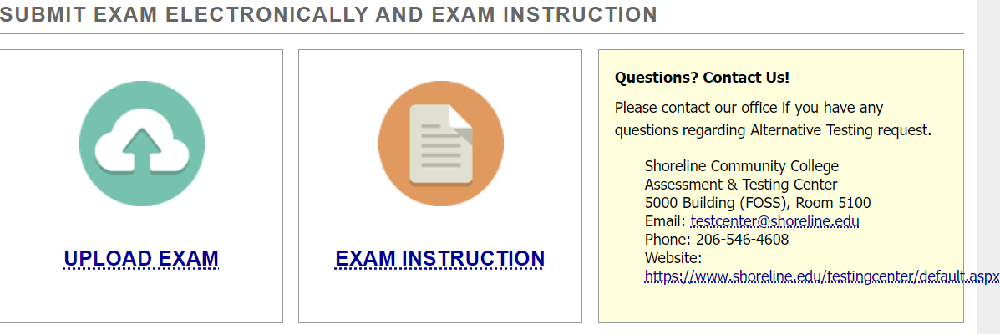 SUBMIT EXAM ELECTRONICALLY AND EXAM INSTRUCTION
UPLOAD EXAM
EXAM INSTRUCTION
Questions? Contact Us!
Please contact our office if you have any
questions regarding Alternative Testing request.
Shoreline Community College
Assessment & Testing Center
5000 Building (FOSS), Room 5100
Email: testcenter@shoreline.edu
Phone: 206-546-4608
Website:
https://www.shoreline.edu/testingcenter/default.aspx